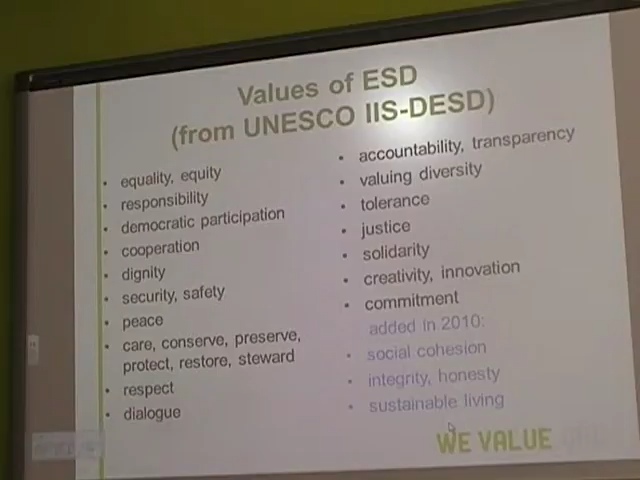 Values of ESD
(from UNESCO IIS-DESD)
equality, equity
responsibility
democratic participation
cooperation
dignity
security, safety
peace
care, conserve, preserve,
protect, restore, steward
respect
dialogue
accountability, transparency
valuing diversity
tolerance
justice
solidarity
creativity, innovation
commitment
added in 2010:
social cohesion
integrity, honesty
sustainable living
WE VALUE